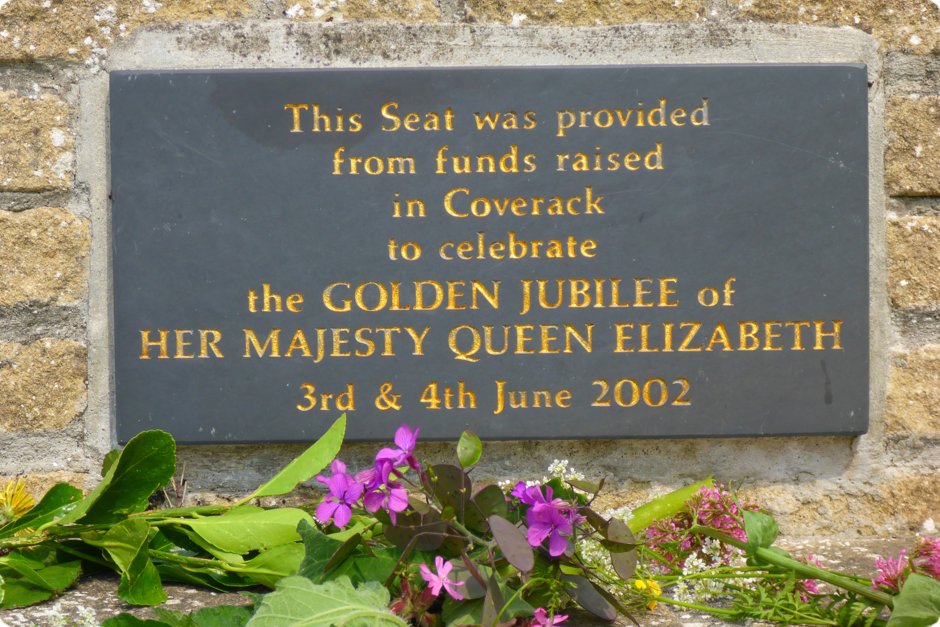 This Seat was provided
from funds raised
in Coverack
to celebrate
the GOLDEN JUBILEE of
HER MAJESTY QUEEN ELIZABETH
3rd & 4th June 2002